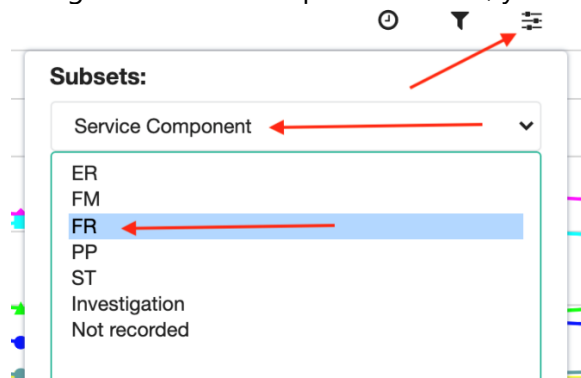 Subsets:
Service Component
ER
FM
FR
PP
ST
Investigation
Not recorded